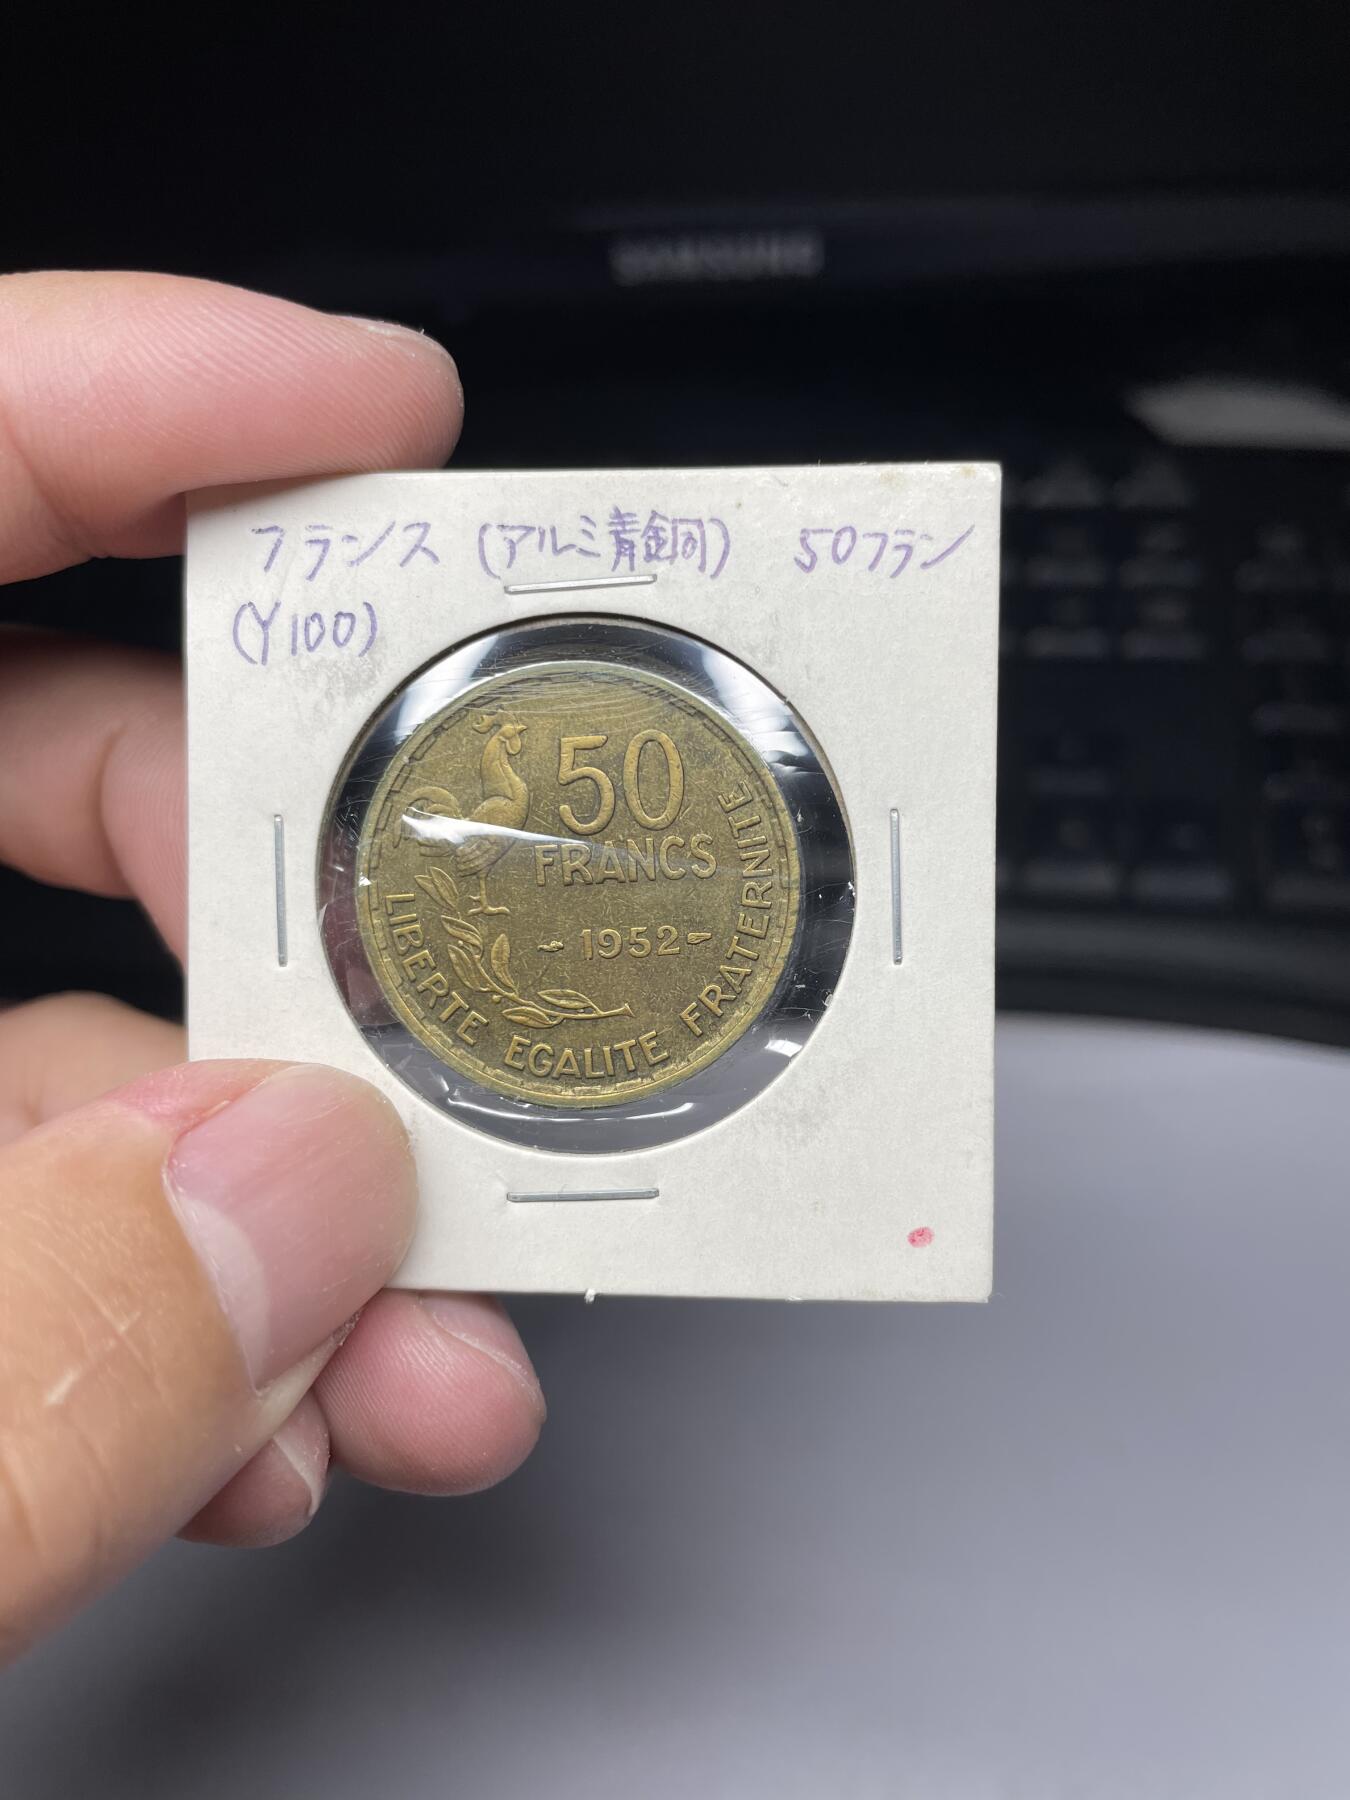 SAMSUNG
フランス (アルミ青銅) 50フラン
(Y100)
50
FRANCS
- 1952 -
LIBERTE EGALITE FRATERNITE